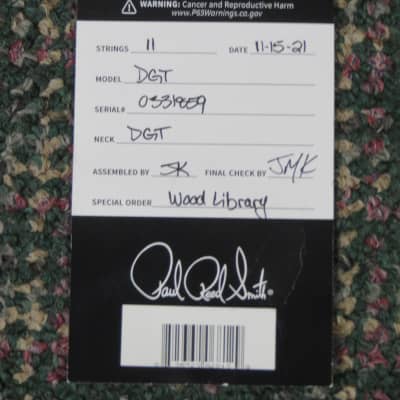 ⚠ WARNING: Cancer and Reproductive Harm
www.P65Warnings.ca.gov
STRINGS 11 DATE 11-15-21
MODEL DGT
SERIAL# 0331859
NECK DGT
ASSEMBLED BY SK FINAL CHECK BY JMK
SPECIAL ORDER Wood Library
Paul Reed Smith®